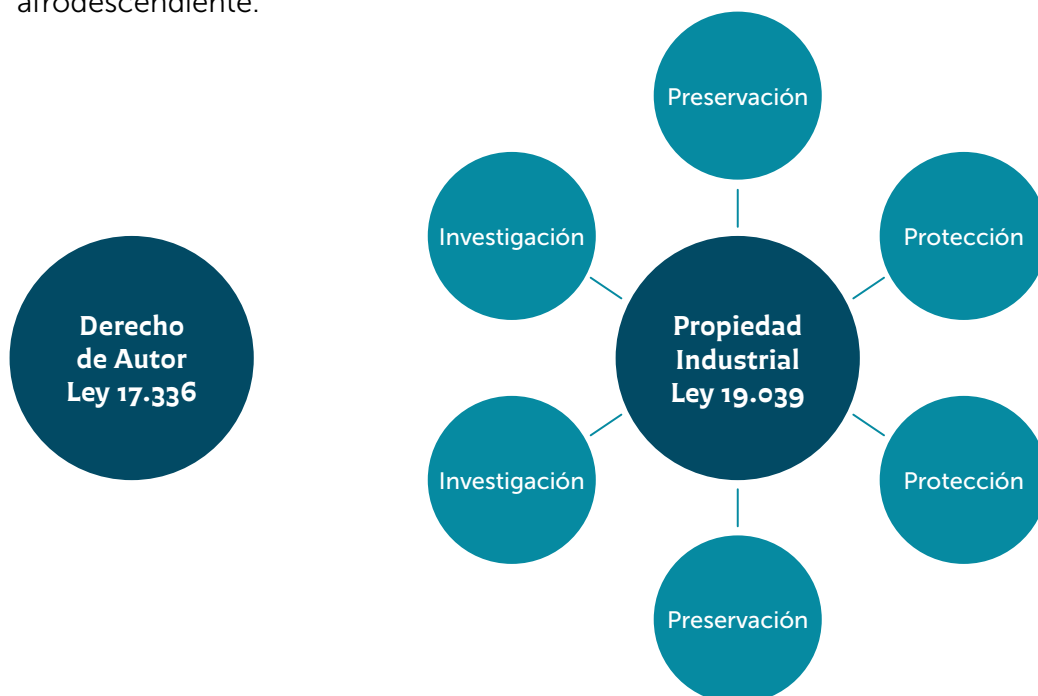 afrodescendiente.
Preservación
Investigación
Protección
Derecho
de Autor
Ley 17.336
Propiedad
Industrial
Ley 19.039
Investigación
Protección
Preservación